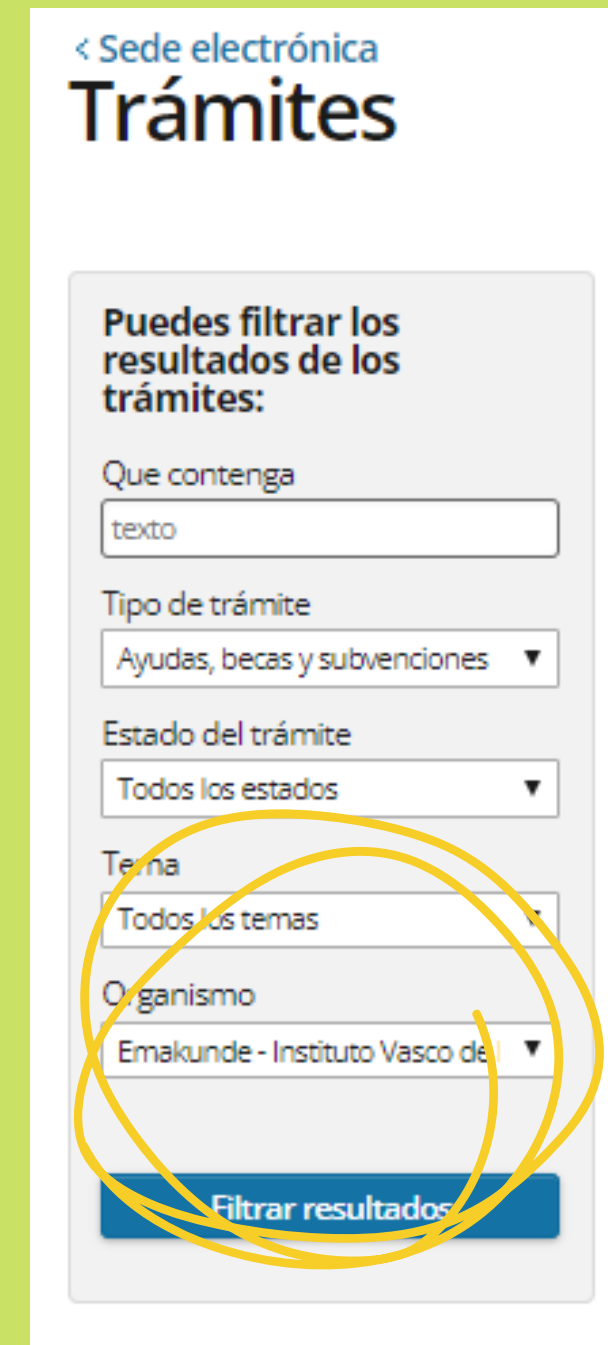 < Sede electrónica
Trámites
Puedes filtrar los
resultados de los
trámites:
Que contenga
texto
Tipo de trámite
Ayudas, becas y subvenciones ▼
Estado del trámite
Todos los estados ▼
Tema
Todos los temas ▼
Organismo
Emakunde - Instituto Vasco de ▼
Filtrar resultados